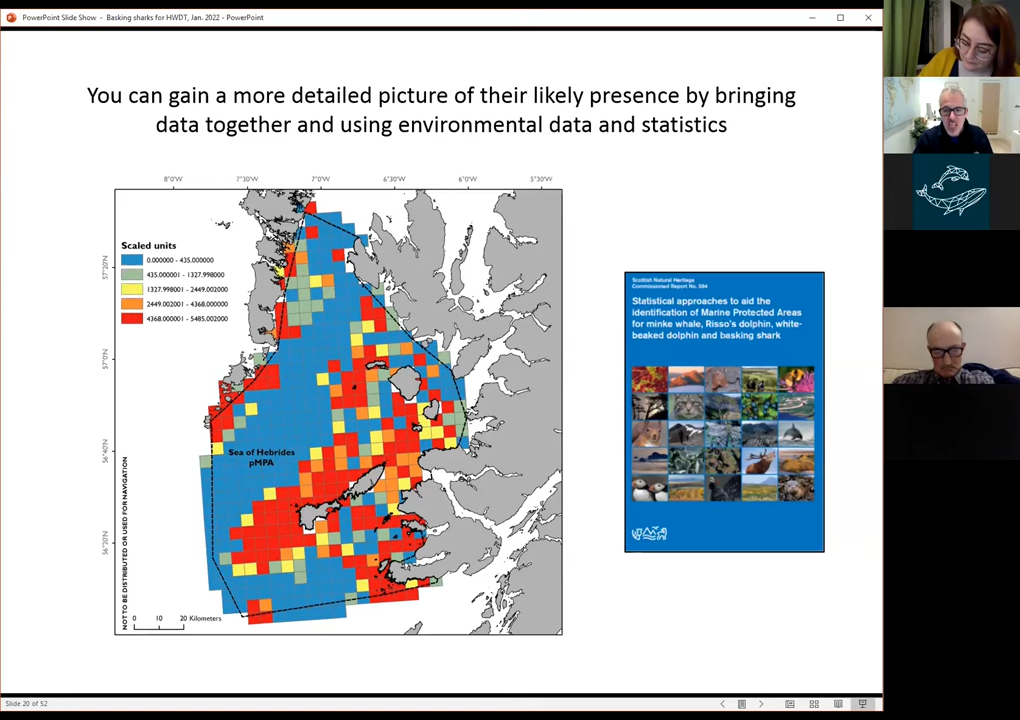 PowerPoint Slide Show - Basking sharks for HWDT, Jan. 2022 - PowerPoint
You can gain a more detailed picture of their likely presence by bringing
data together and using environmental data and statistics
8°0'W 7°30'W 7°0'W 6°30'W 6°0'W 5°30'W
Scaled units
0.000000 - 435.000000
435.000001 - 1327.998000
1327.998001 - 2449.002000
2449.002001 - 4368.000000
4368.000001 - 5485.002000
57°20'N
57°0'N
56°40'N
56°20'N
Sea of Hebrides
pMPA
NOT TO BE DISTRIBUTED OR USED FOR NAVIGATION
0 10 20 Kilometers
Scottish Natural Heritage
Commissioned Report No. 594
Statistical approaches to aid the
identification of Marine Protected Areas
for minke whale, Risso's dolphin, white-
beaked dolphin and basking shark
Slide 20 of 52